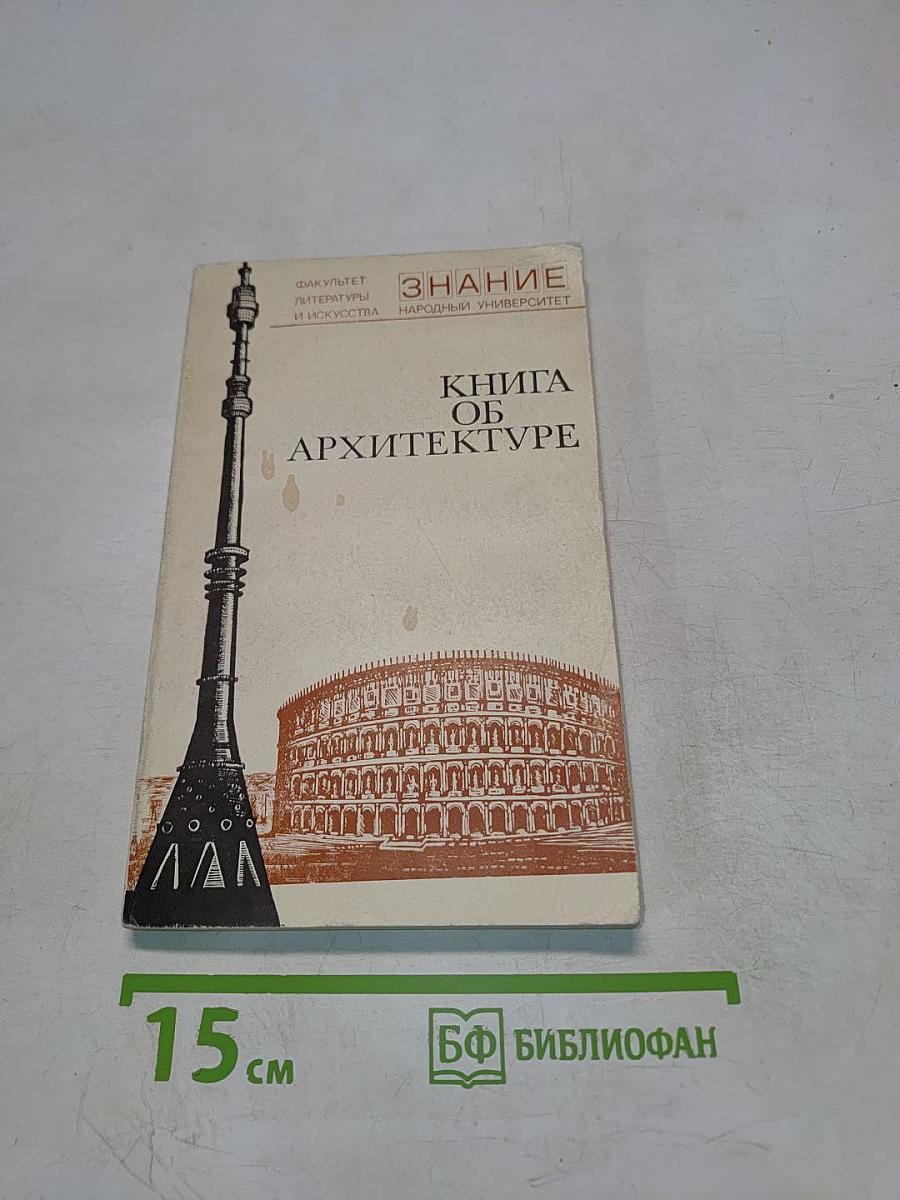 ФАКУЛЬТЕТ
ЛИТЕРАТУРЫ
И ИСКУССТВА
ЗНАНИЕ
НАРОДНЫЙ УНИВЕРСИТЕТ
КНИГА
ОБ
АРХИТЕКТУРЕ
15 см
БФ БИБЛИОФАН